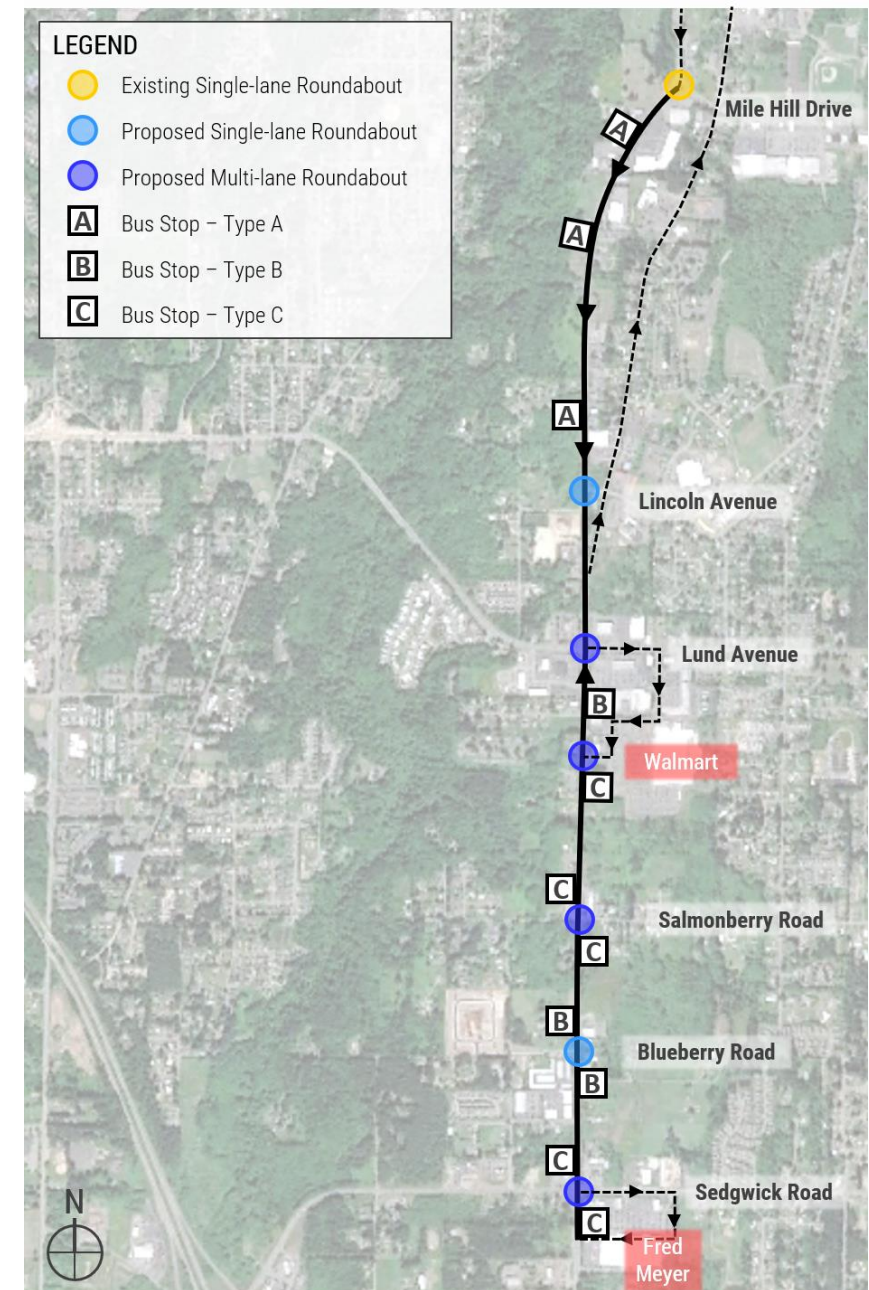 LEGEND
Existing Single-lane Roundabout
Proposed Single-lane Roundabout
Proposed Multi-lane Roundabout
A Bus Stop – Type A
B Bus Stop – Type B
C Bus Stop – Type C
Mile Hill Drive
A
A
A
Lincoln Avenue
Lund Avenue
B
Walmart
C
C
Salmonberry Road
C
B
Blueberry Road
B
C
Sedgwick Road
C
Fred
Meyer
N